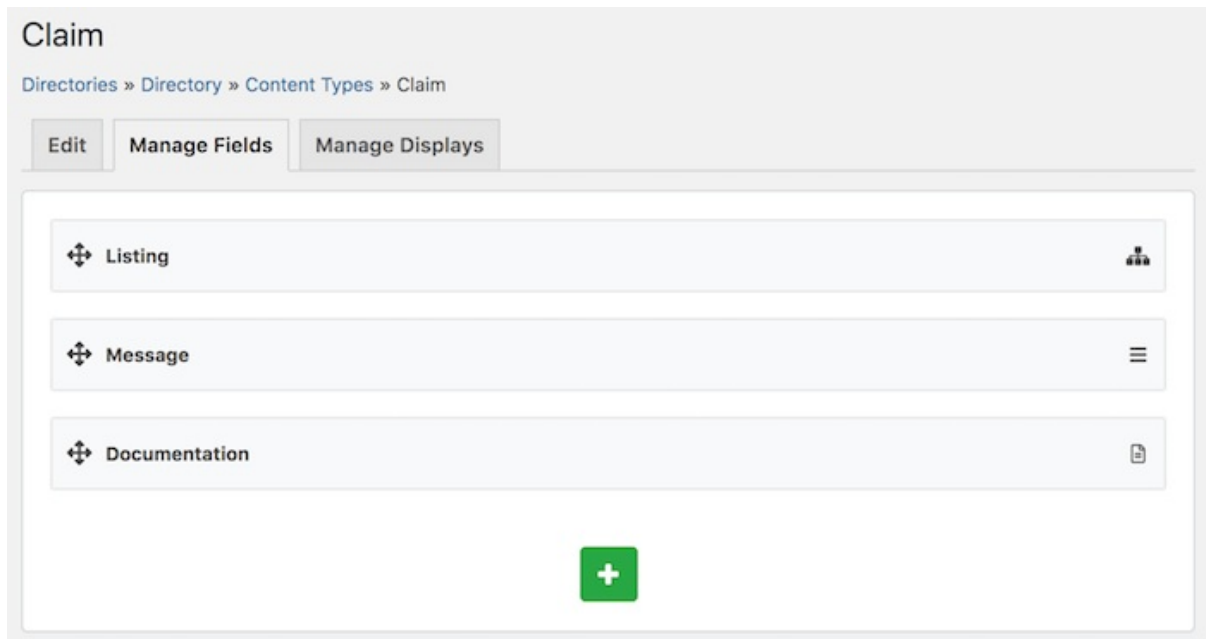 Claim
Directories » Directory » Content Types » Claim
Edit Manage Fields Manage Displays
Listing
Message
Documentation